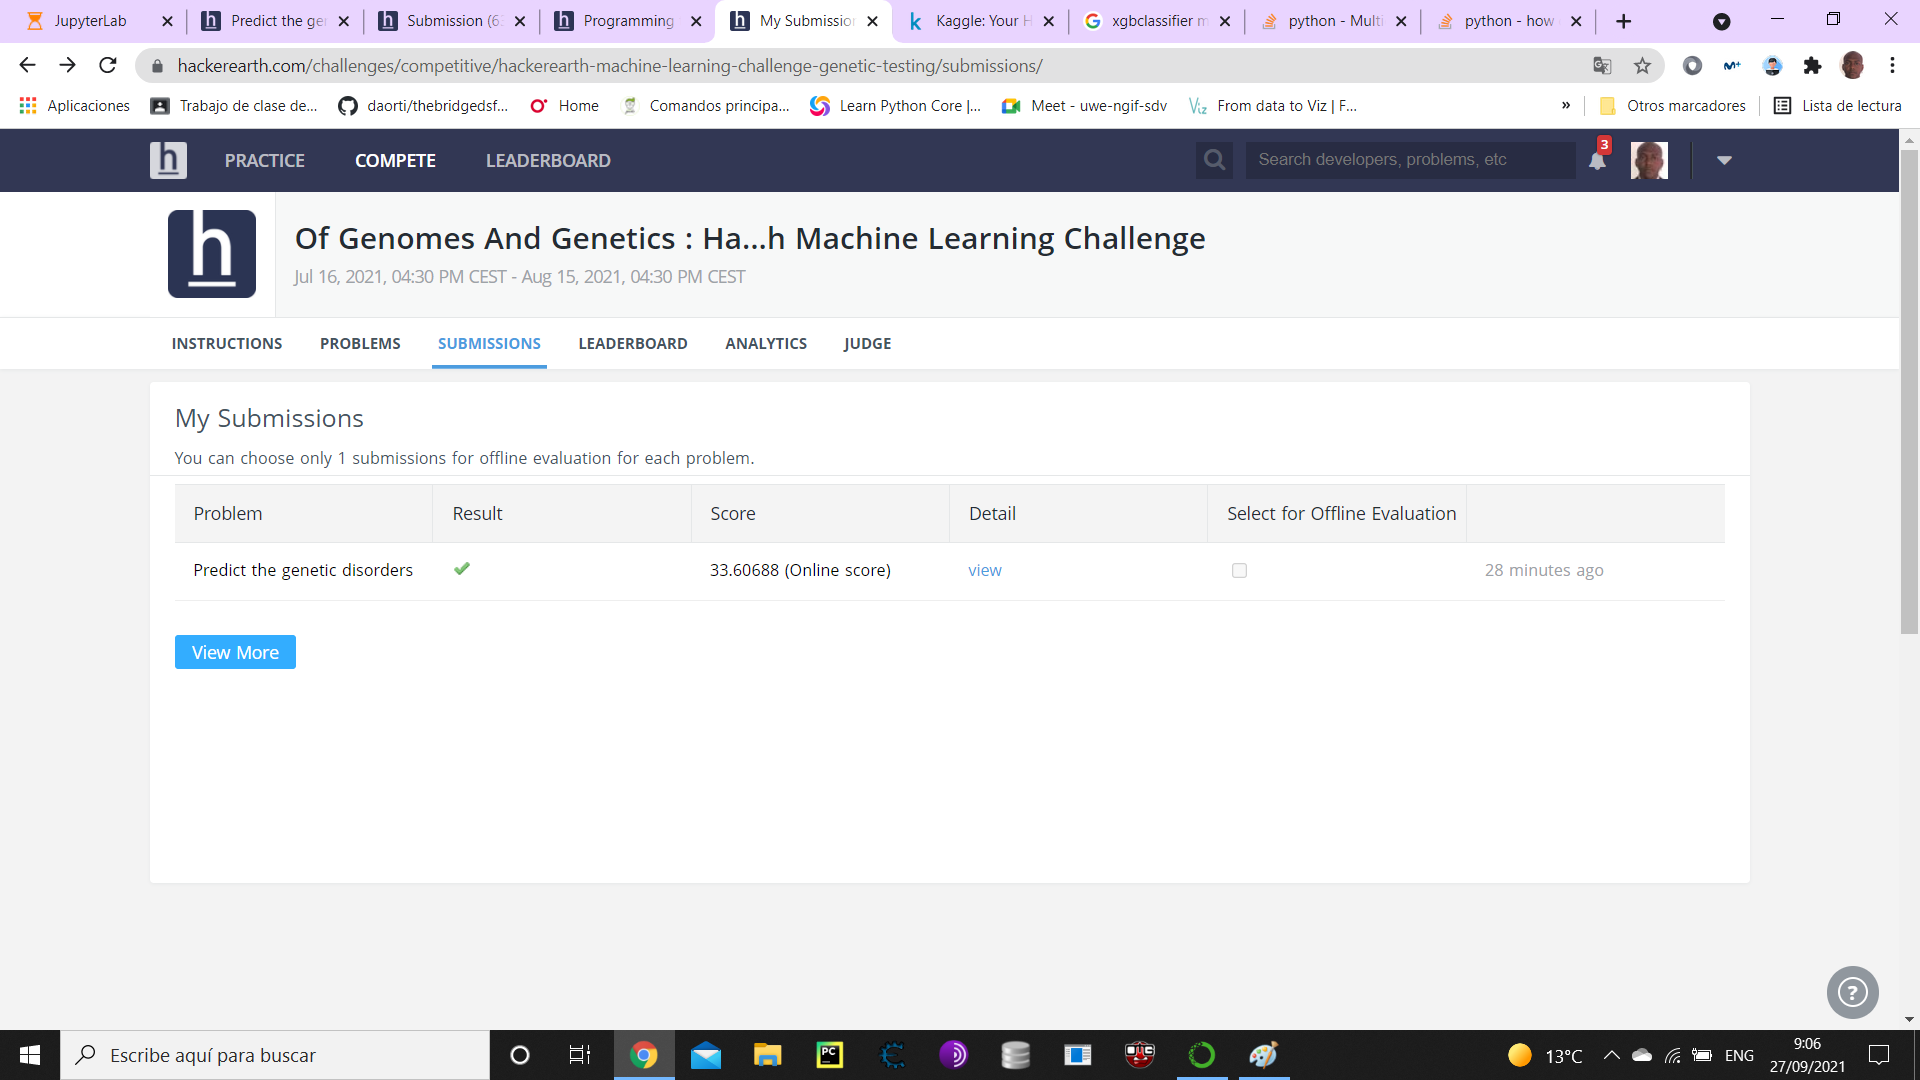 JupyterLab
Predict the ger
Submission (6
Programming
My Submission
Kaggle: Your H
xgbclassifier m
python - Multi
python - how
hackerearth.com/challenges/competitive/hackerearth-machine-learning-challenge-genetic-testing/submissions/
Aplicaciones
Trabajo de clase de...
daorti/thebridgedsf...
Home
Comandos principa...
Learn Python Core |...
Meet - uwe-ngif-sdv
Viz From data to Viz | F...
»
Otros marcadores
Lista de lectura
h PRACTICE COMPETE LEADERBOARD
Search developers, problems, etc
3
h
Of Genomes And Genetics : Ha...h Machine Learning Challenge
Jul 16, 2021, 04:30 PM CEST - Aug 15, 2021, 04:30 PM CEST
INSTRUCTIONS PROBLEMS SUBMISSIONS LEADERBOARD ANALYTICS JUDGE
My Submissions
You can choose only 1 submissions for offline evaluation for each problem.
Problem Result Score Detail Select for Offline Evaluation
Predict the genetic disorders 33.60688 (Online score) view 28 minutes ago
View More
?
Escribe aquí para buscar
PC
13°C
ENG
9:06
27/09/2021